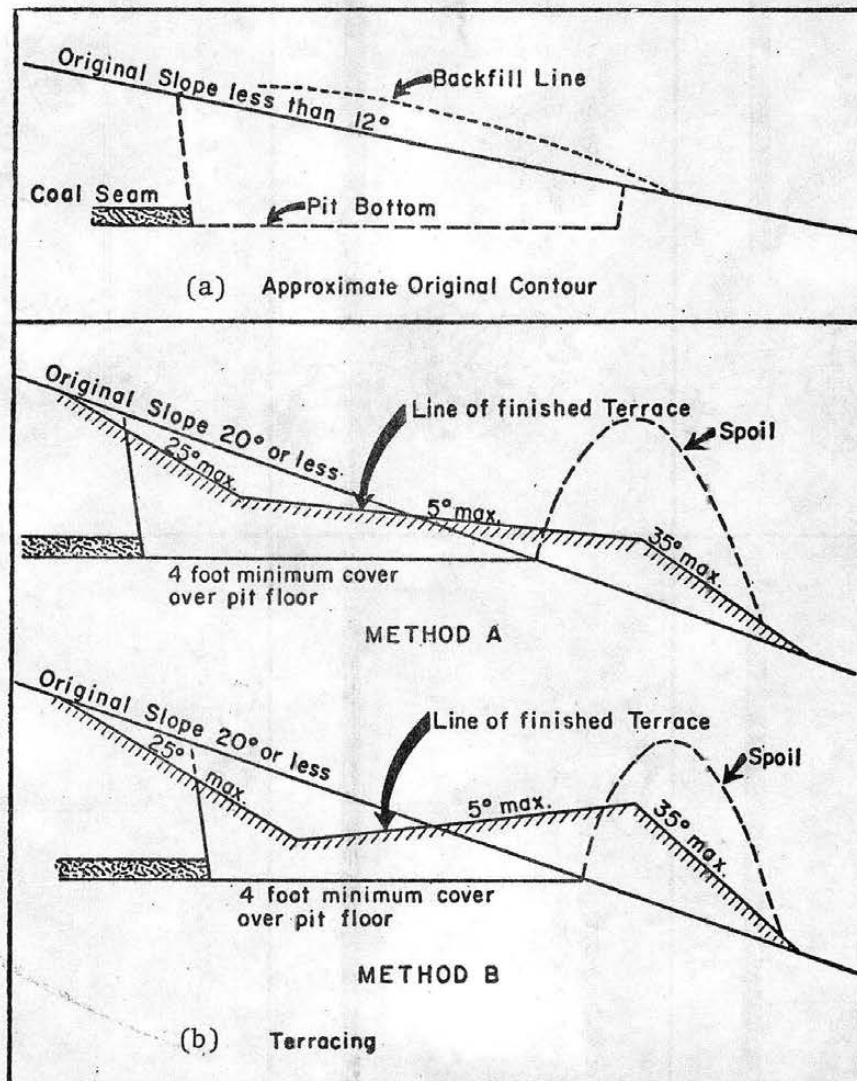 Original Slope less than 12°
Backfill Line
Coal Seam
Pit Bottom
(a) Approximate Original Contour
Original Slope 20° or less
Line of finished Terrace
Spoil
25° max.
5° max.
35° max.
4 foot minimum cover
over pit floor
METHOD A
Original Slope 20° or less
Line of finished Terrace
Spoil
25° max.
5° max.
35° max.
4 foot minimum cover
over pit floor
METHOD B
(b) Terracing